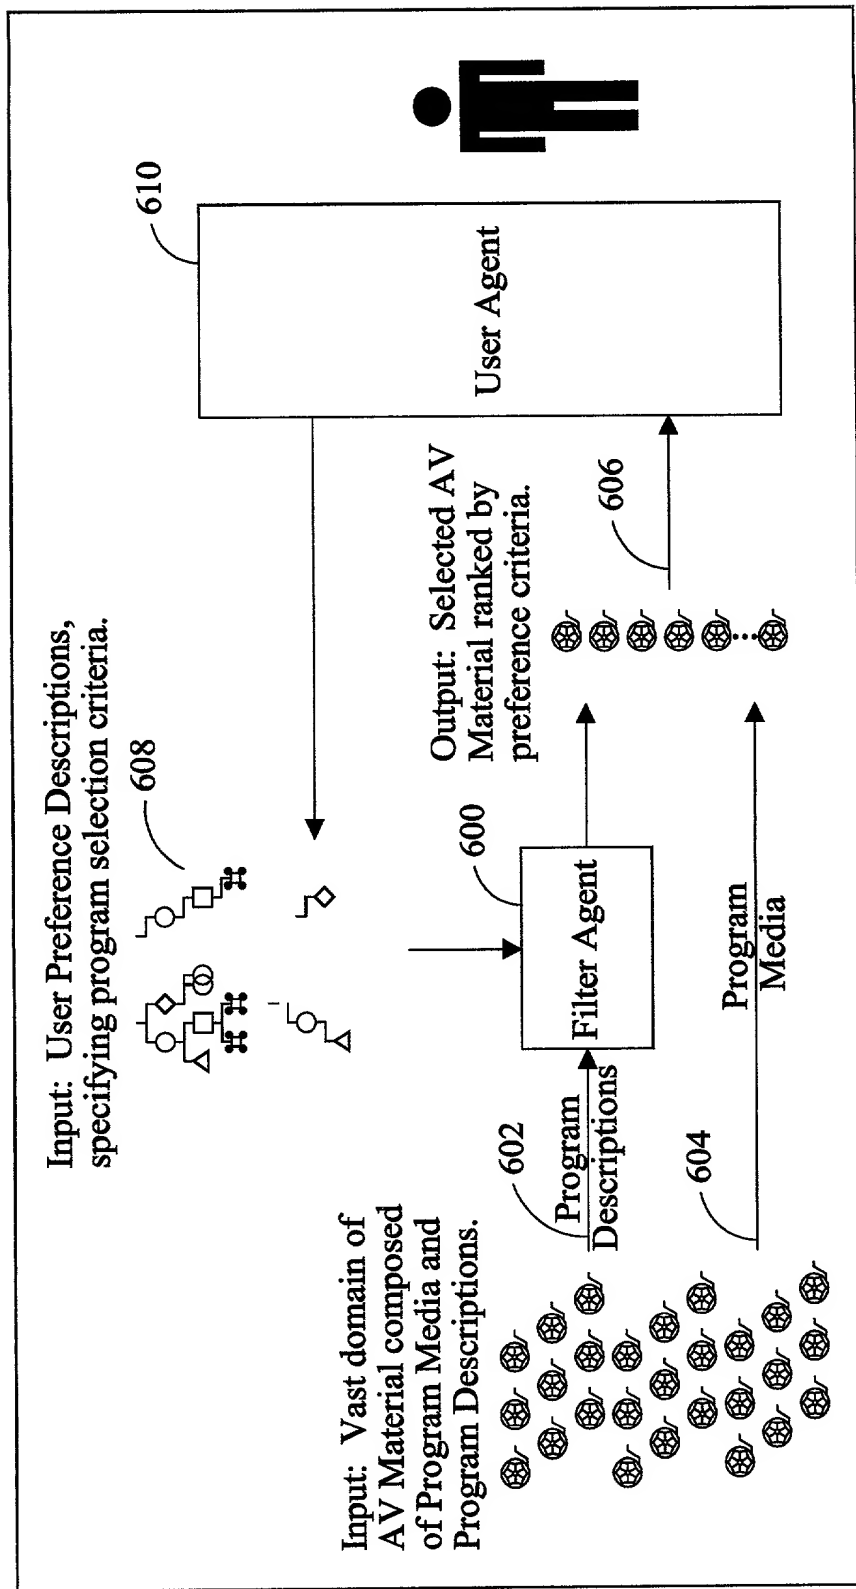 Input: User Preference Descriptions,
specifying program selection criteria.
608
610
Input: Vast domain of
AV Material composed
of Program Media and
Program Descriptions.
602
Program
Descriptions
600
Filter Agent
Output: Selected AV
Material ranked by
preference criteria.
606
User Agent
604
Program
Media